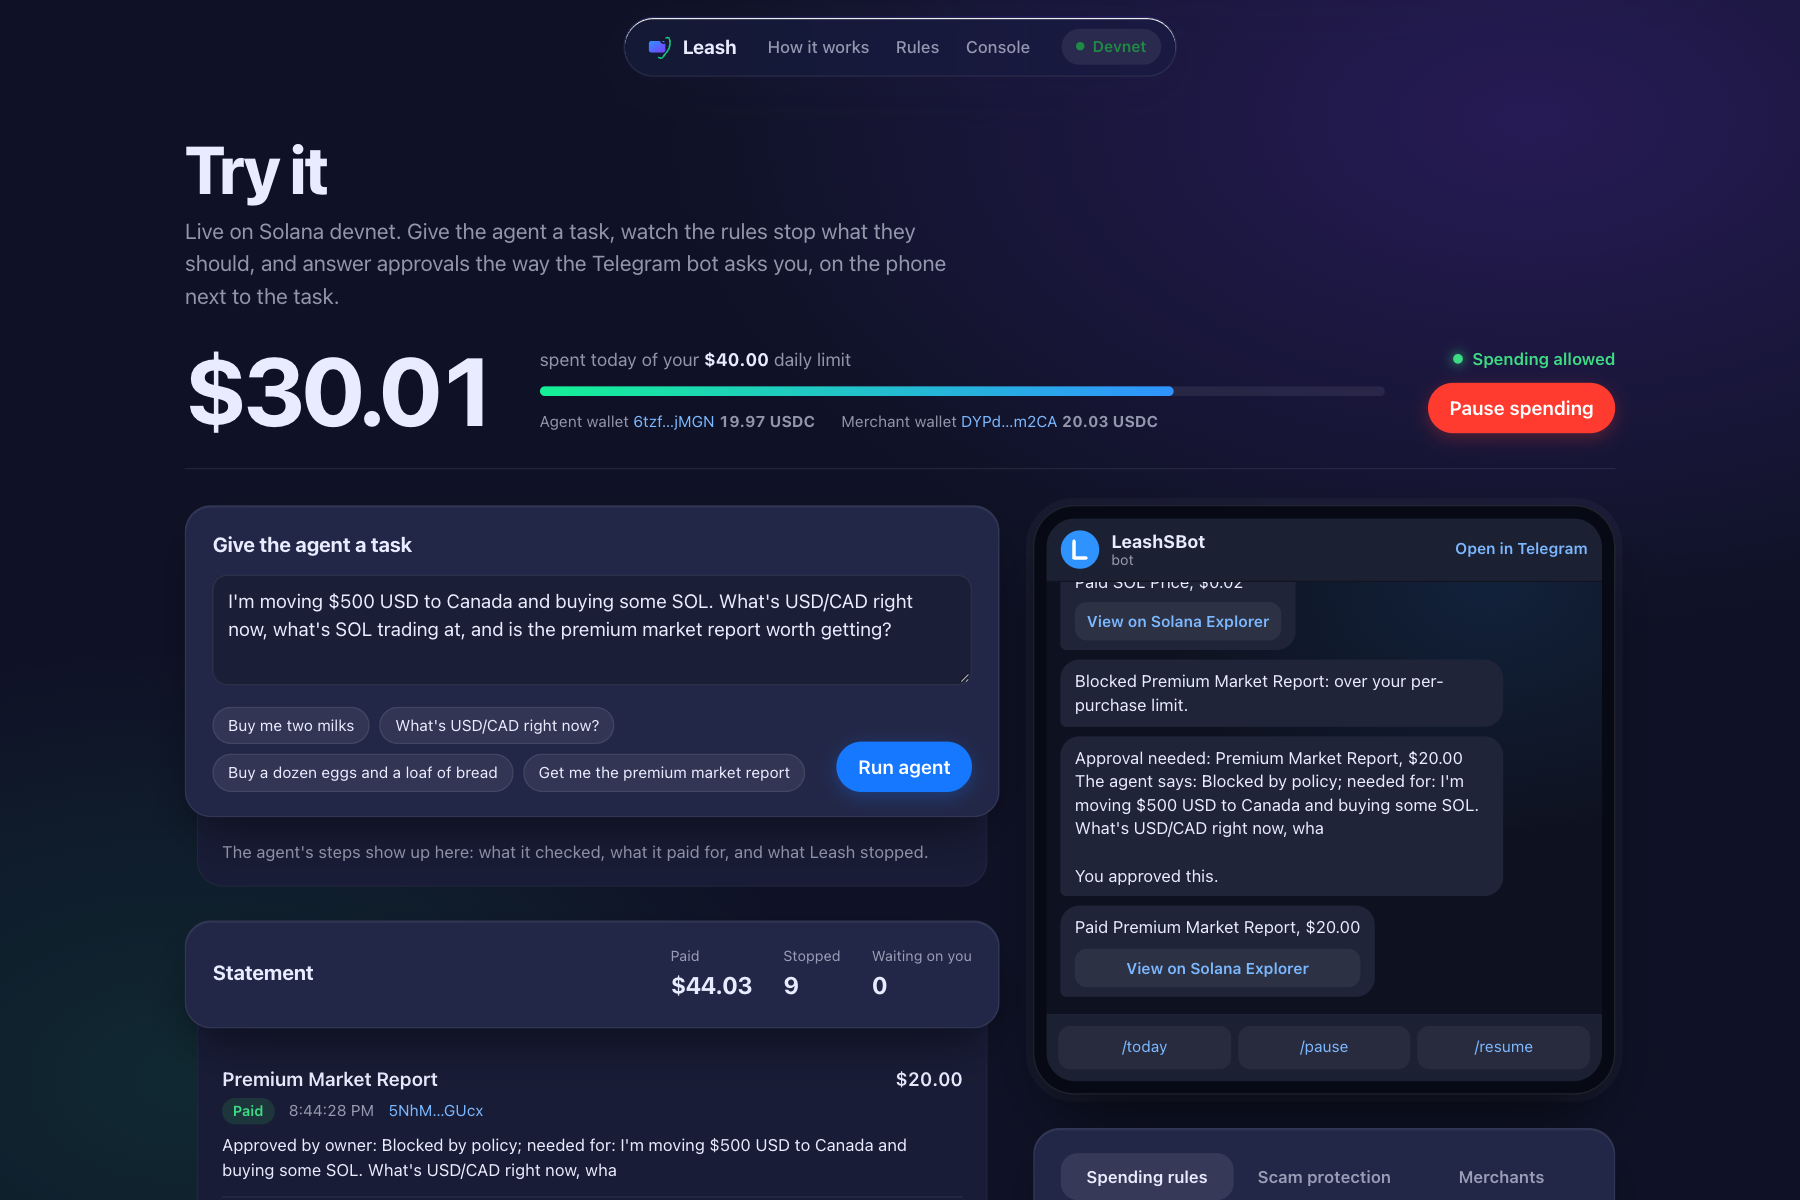 Leash
How it works
Rules
Console
Devnet
Try it
Live on Solana devnet. Give the agent a task, watch the rules stop what they
should, and answer approvals the way the Telegram bot asks you, on the phone
next to the task.
$30.01
spent today of your $40.00 daily limit
Agent wallet 6tzf...jMGN 19.97 USDC
Merchant wallet DYPd...m2CA 20.03 USDC
Spending allowed
Pause spending
Give the agent a task
I'm moving $500 USD to Canada and buying some SOL. What's USD/CAD right
now, what's SOL trading at, and is the premium market report worth getting?
Buy me two milks
What's USD/CAD right now?
Buy a dozen eggs and a loaf of bread
Get me the premium market report
Run agent
The agent's steps show up here: what it checked, what it paid for, and what Leash stopped.
Statement
Paid
$44.03
Stopped
9
Waiting on you
0
Premium Market Report
$20.00
Paid
8:44:28 PM
5NhM...GUcx
Approved by owner: Blocked by policy; needed for: I'm moving $500 USD to Canada and
buying some SOL. What's USD/CAD right now, wha
L
LeashSBot
bot
Open in Telegram
Paid SOL Price, $0.02
View on Solana Explorer
Blocked Premium Market Report: over your per-
purchase limit.
Approval needed: Premium Market Report, $20.00
The agent says: Blocked by policy; needed for: I'm
moving $500 USD to Canada and buying some SOL.
What's USD/CAD right now, wha
You approved this.
Paid Premium Market Report, $20.00
View on Solana Explorer
/today
/pause
/resume
Spending rules
Scam protection
Merchants